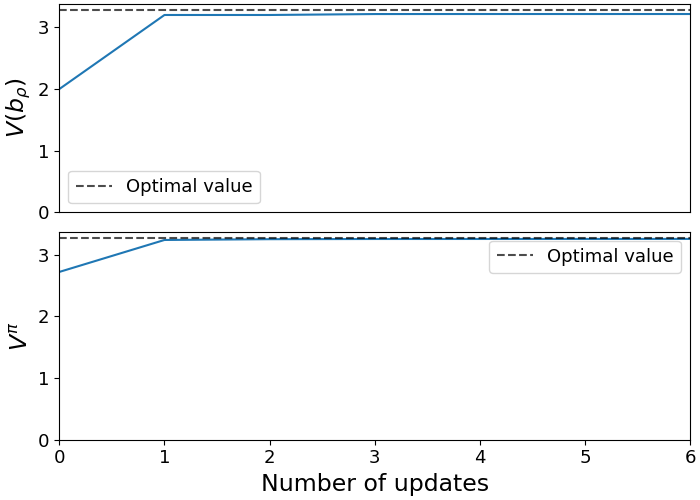 3
2
1
0
V(b_ρ)
Optimal value
3
2
1
0
V^π
Optimal value
0 1 2 3 4 5 6
Number of updates